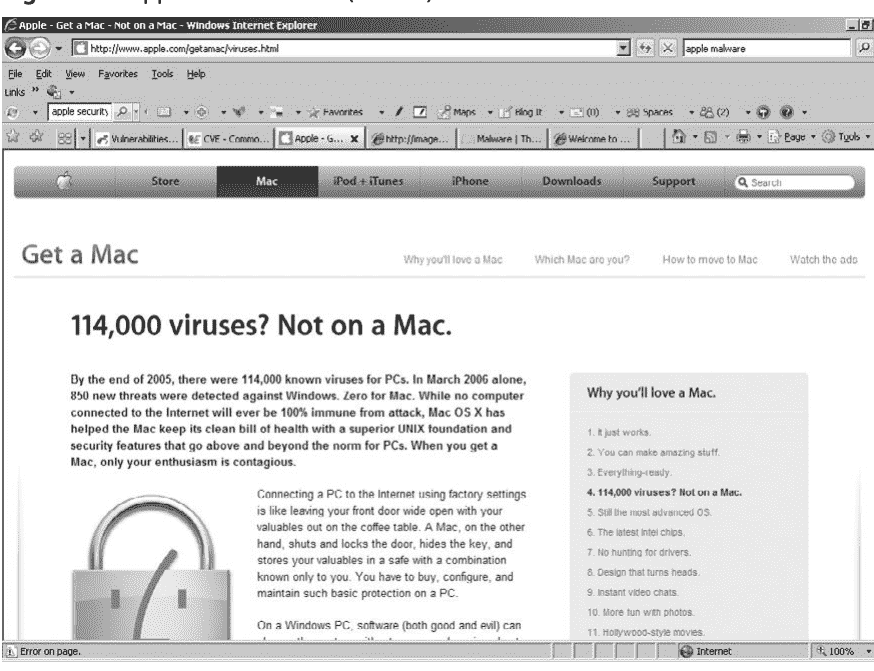 Apple - Get a Mac - Not on a Mac - Windows Internet Explorer
http://www.apple.com/getamac/viruses.html
apple malware
File Edit View Favorites Tools Help
Links »
apple security Favorites Maps Blog It (11) Spaces (2)
Vulnerabilities... CVE - Commo... Apple - G... X http://image... Malware | Th... Welcome to ... Page Tools
Store Mac iPod + iTunes iPhone Downloads Support Search
Get a Mac
Why you'll love a Mac Which Mac are you? How to move to Mac Watch the ads
114,000 viruses? Not on a Mac.
By the end of 2005, there were 114,000 known viruses for PCs. In March 2006 alone,
850 new threats were detected against Windows. Zero for Mac. While no computer
connected to the Internet will ever be 100% immune from attack, Mac OS X has
helped the Mac keep its clean bill of health with a superior UNIX foundation and
security features that go above and beyond the norm for PCs. When you get a
Mac, only your enthusiasm is contagious.
Connecting a PC to the Internet using factory settings
is like leaving your front door wide open with your
valuables out on the coffee table. A Mac, on the other
hand, shuts and locks the door, hides the key, and
stores your valuables in a safe with a combination
known only to you. You have to buy, configure, and
maintain such basic protection on a PC.
On a Windows PC, software (both good and evil) can
Why you'll love a Mac.
1. It just works.
2. You can make amazing stuff.
3. Everything-ready.
4. 114,000 viruses? Not on a Mac.
5. Still the most advanced OS.
6. The latest Intel chips.
7. No hunting for drivers.
8. Design that turns heads.
9. Instant video chats.
10. More fun with photos.
11. Hollywood-style movies.
Error on page. Internet 100%